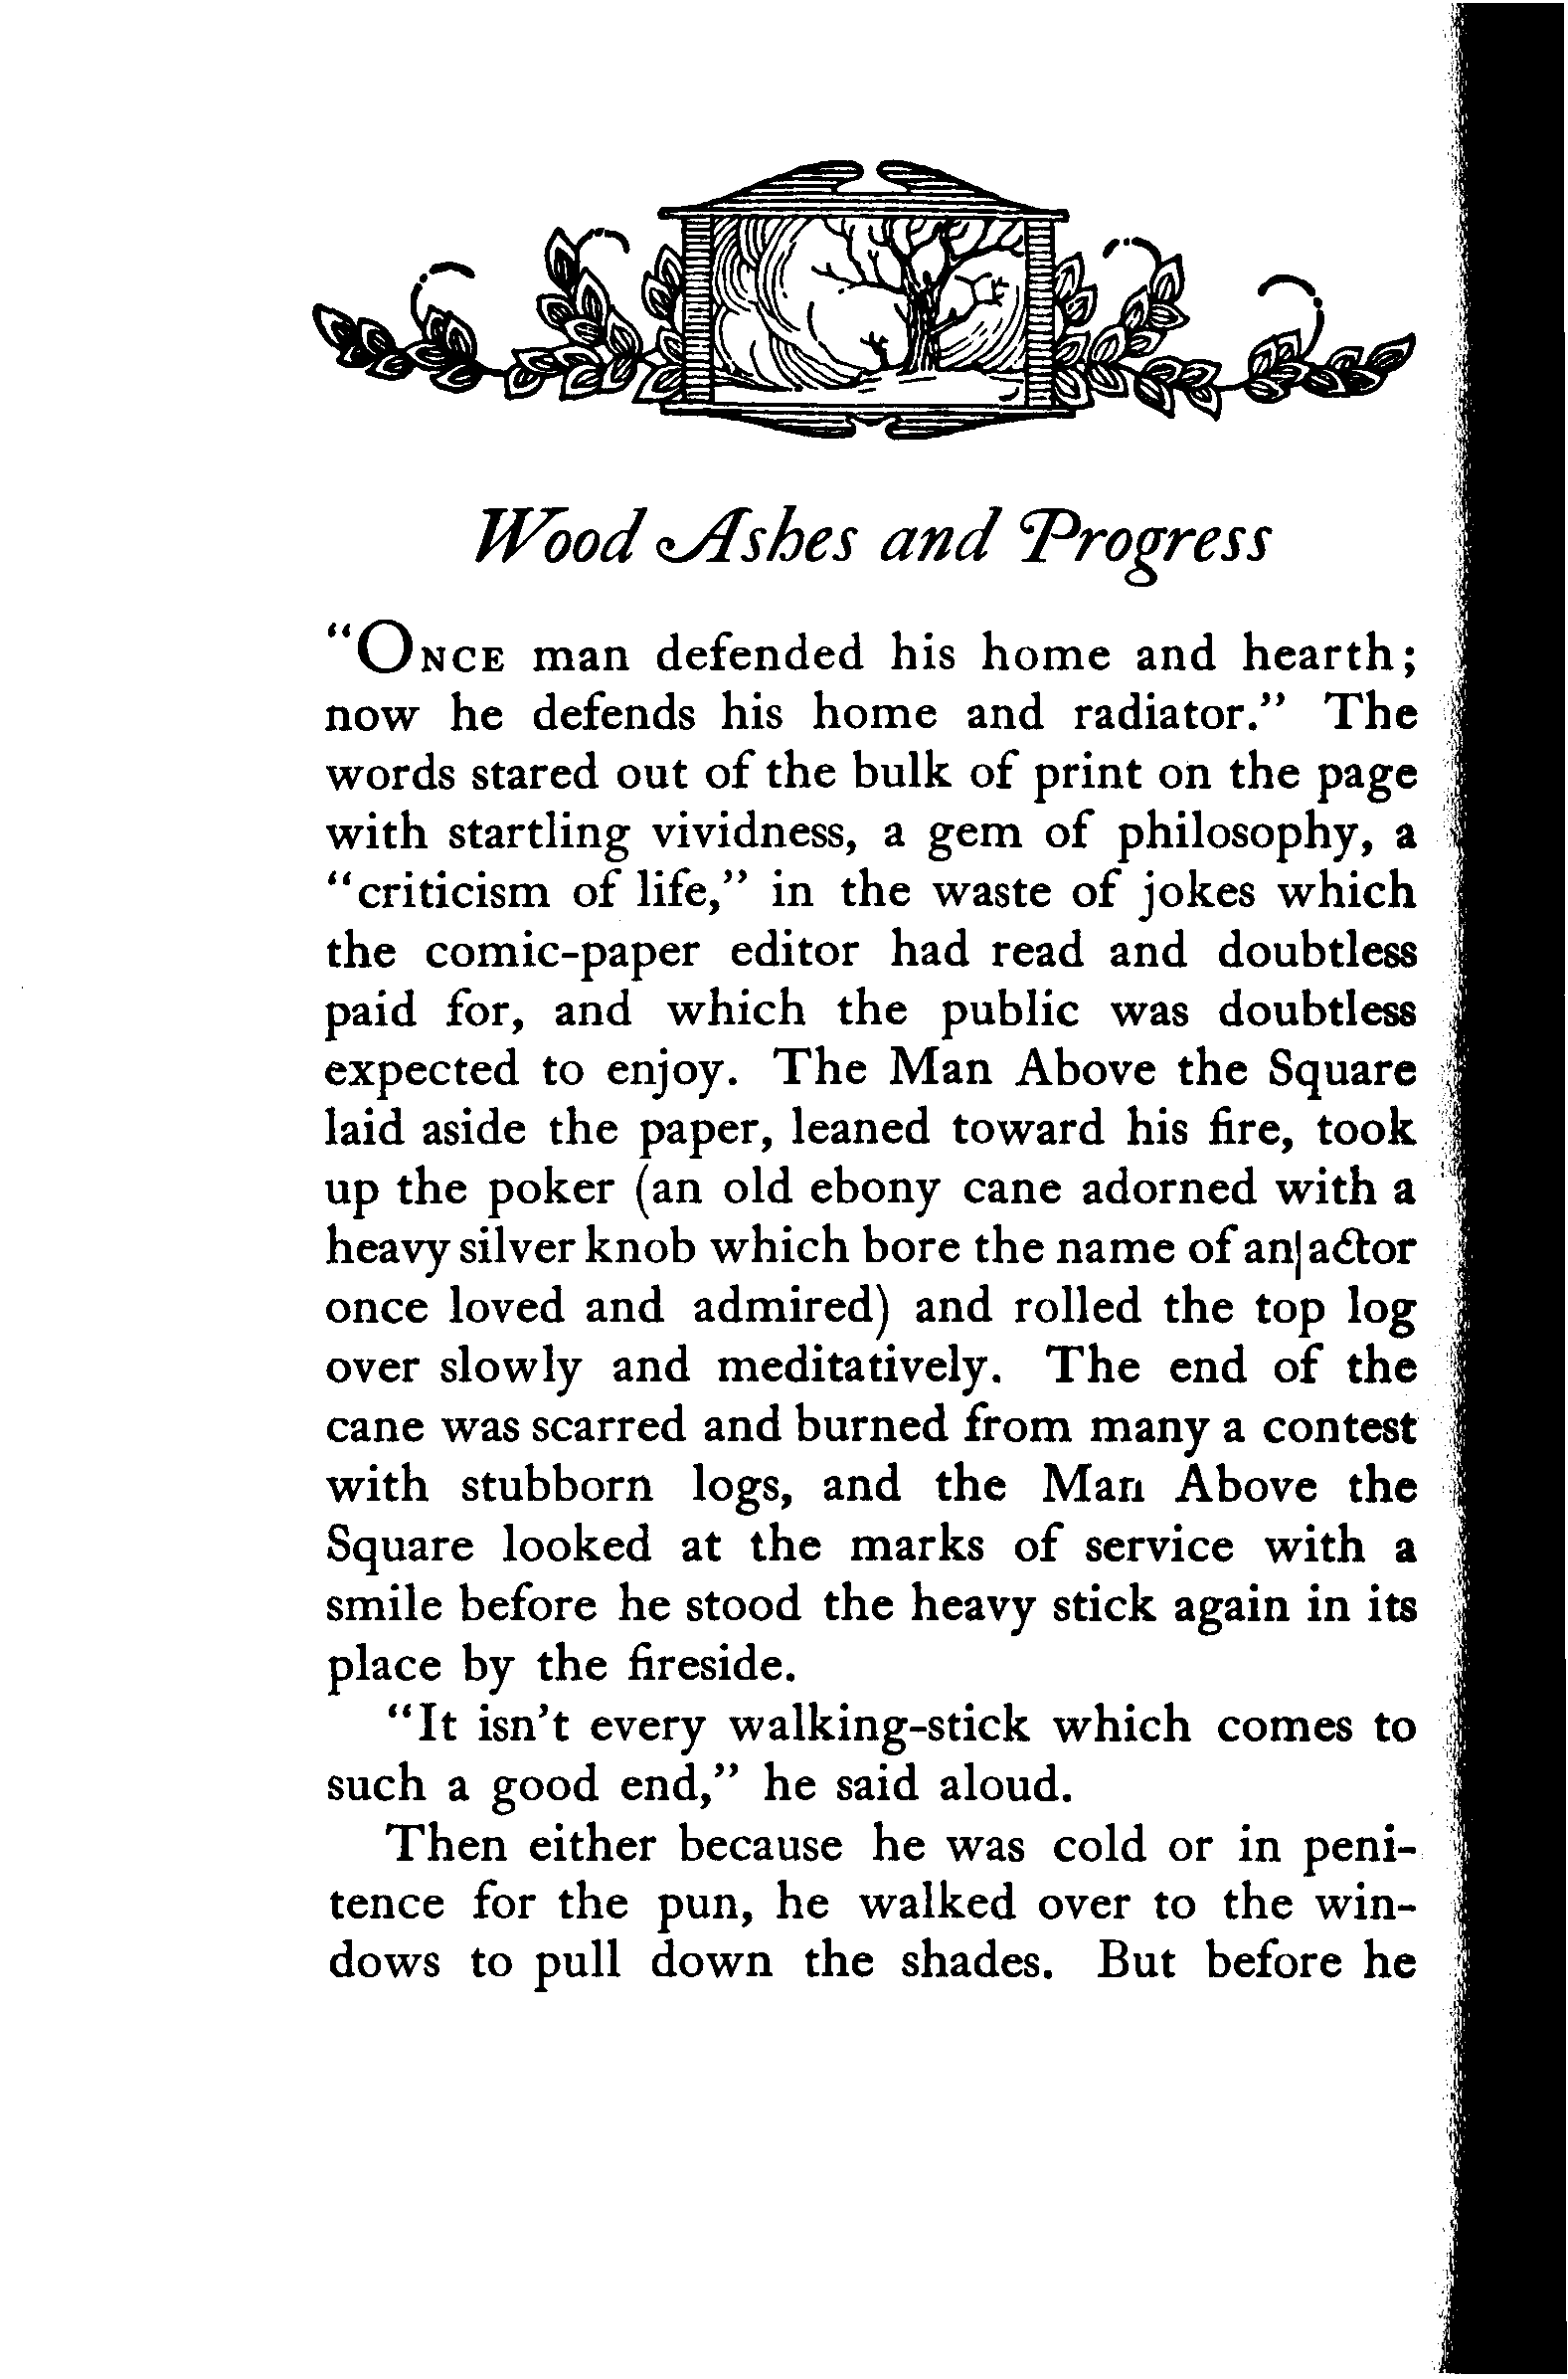 Wood Ashes and Progress
“ONCE man defended his home and hearth;
now he defends his home and radiator.” The
words stared out of the bulk of print on the page
with startling vividness, a gem of philosophy, a
“criticism of life,” in the waste of jokes which
the comic-paper editor had read and doubtless
paid for, and which the public was doubtless
expected to enjoy. The Man Above the Square
laid aside the paper, leaned toward his fire, took
up the poker (an old ebony cane adorned with a
heavy silver knob which bore the name of an| actor
once loved and admired) and rolled the top log
over slowly and meditatively. The end of the
cane was scarred and burned from many a contest
with stubborn logs, and the Man Above the
Square looked at the marks of service with a
smile before he stood the heavy stick again in its
place by the fireside.
“It isn’t every walking-stick which comes to
such a good end,” he said aloud.
Then either because he was cold or in peni-
tence for the pun, he walked over to the win-
dows to pull down the shades. But before he